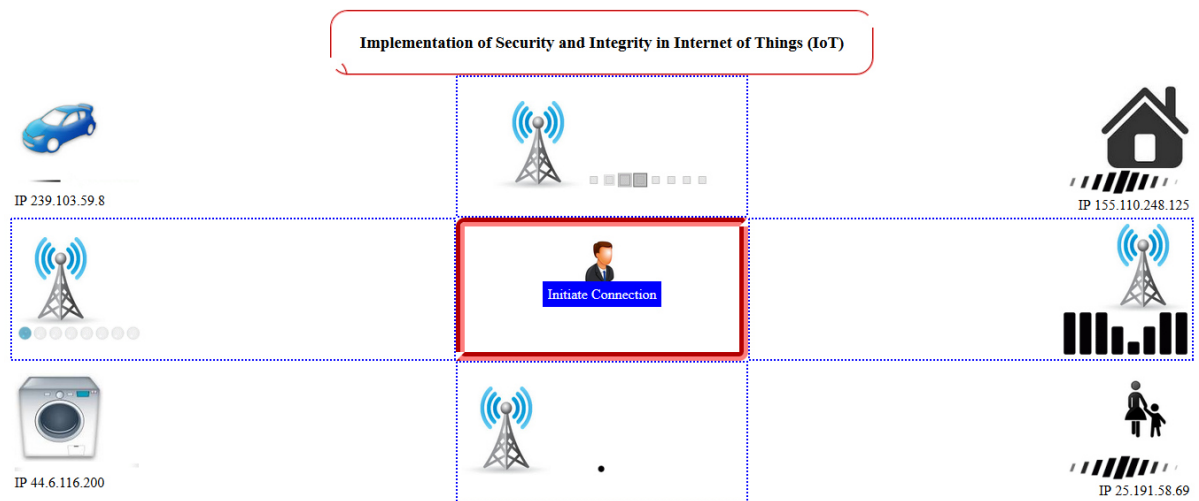 Implementation of Security and Integrity in Internet of Things (IoT)
IP 239.103.59.8
IP 155.110.248.125
Initiate Connection
IP 44.6.116.200
IP 25.191.58.69